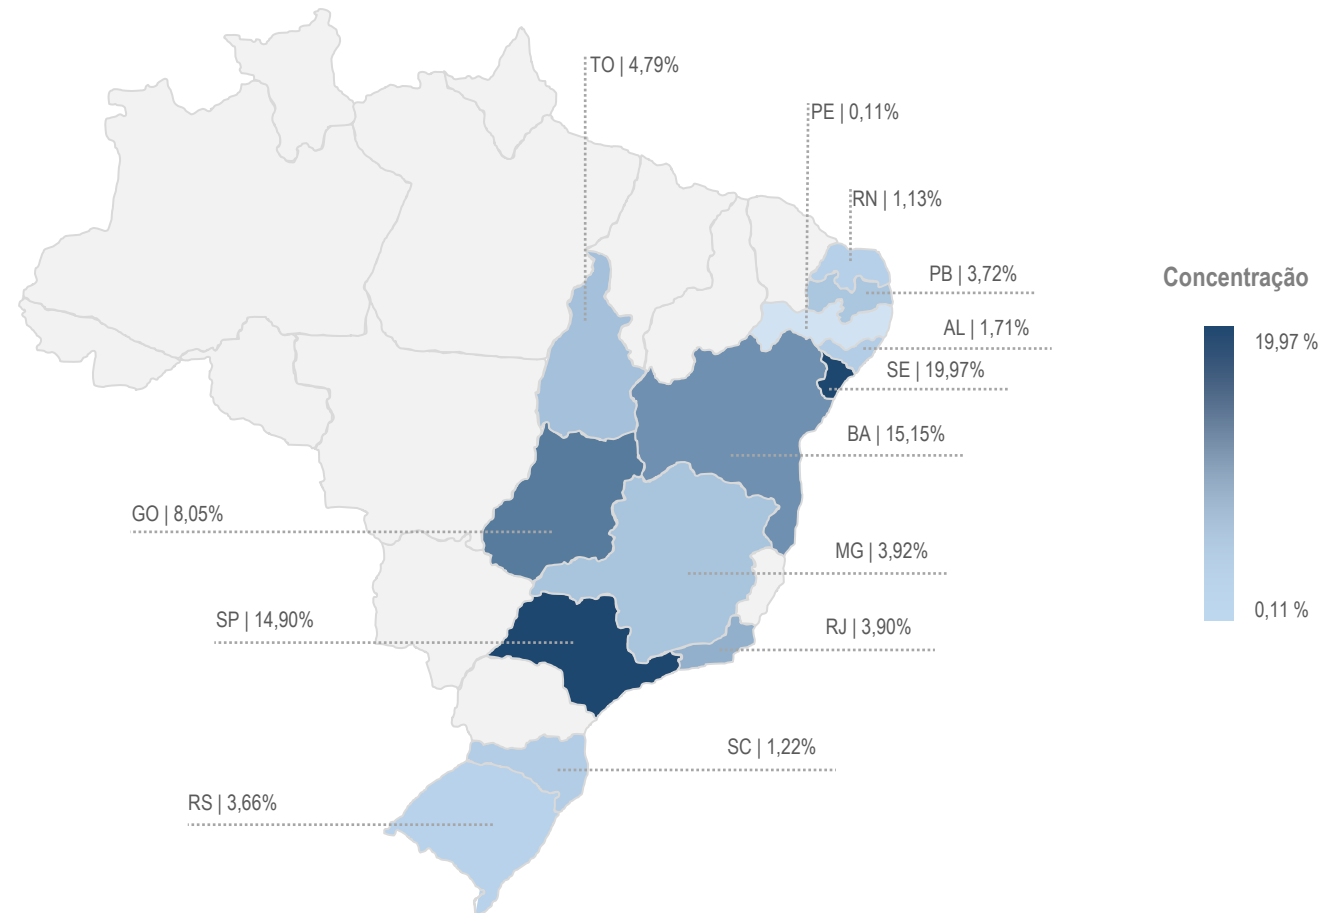 TO | 4,79%
PE | 0,11%
RN | 1,13%
PB | 3,72%
Concentração
AL | 1,71%
19,97 %
SE | 19,97%
BA | 15,15%
GO | 8,05%
MG | 3,92%
0,11 %
SP | 14,90%
RJ | 3,90%
SC | 1,22%
RS | 3,66%